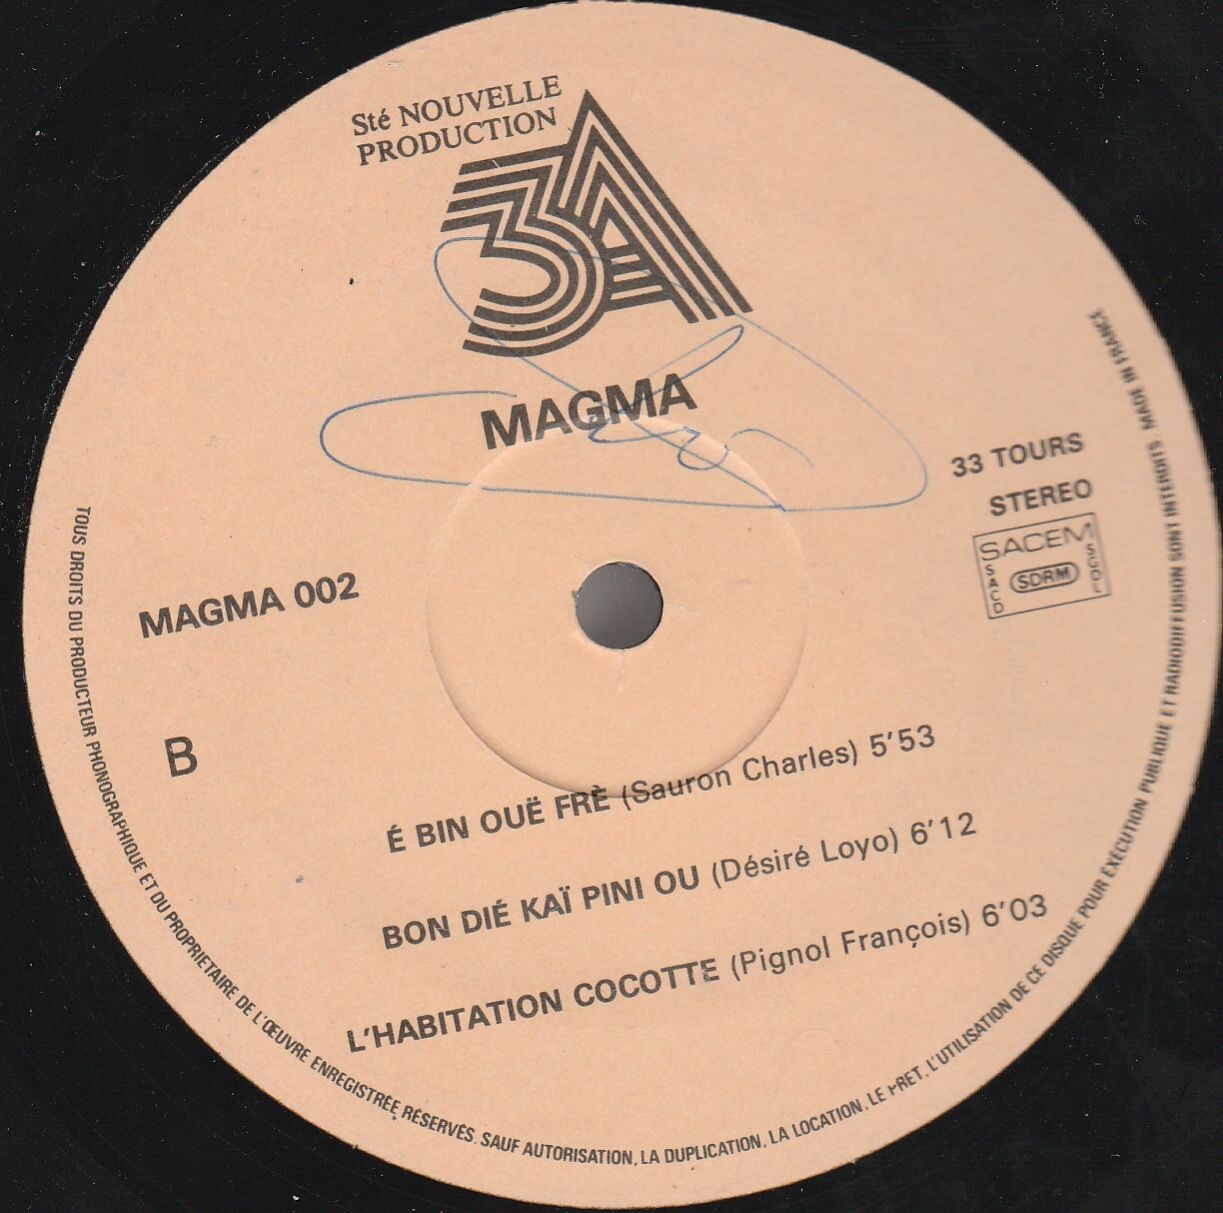 Sté NOUVELLE
PRODUCTION
3A
MAGMA
33 TOURS
STEREO
SACEM
SACD
SDRM
SCDL
MAGMA 002
B
É BIN OUË FRÈ (Sauron Charles) 5'53
BON DIÉ KAÏ PINI OU (Désiré Loyo) 6'12
L'HABITATION COCOTTE (Pignol François) 6'03
TOUS DROITS DU PRODUCTEUR PHONOGRAPHIQUE ET DU PROPRIETAIRE DE L'ŒUVRE ENREGISTRÉE RÉSERVÉS. SAUF AUTORISATION, LA DUPLICATION, LA LOCATION, LE PRET, L'UTILISATION DE CE DISQUE POUR EXÉCUTION PUBLIQUE ET RADIODIFFUSION SONT INTERDITS MADE IN FRANCE